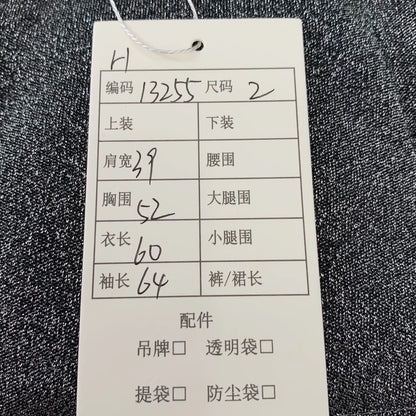 编码 13255 尺码 2
上装 下装
肩宽 39 腰围
胸围 52 大腿围
衣长 60 小腿围
袖长 64 裤/裙长
配件
吊牌□ 透明袋□
提袋□ 防尘袋□